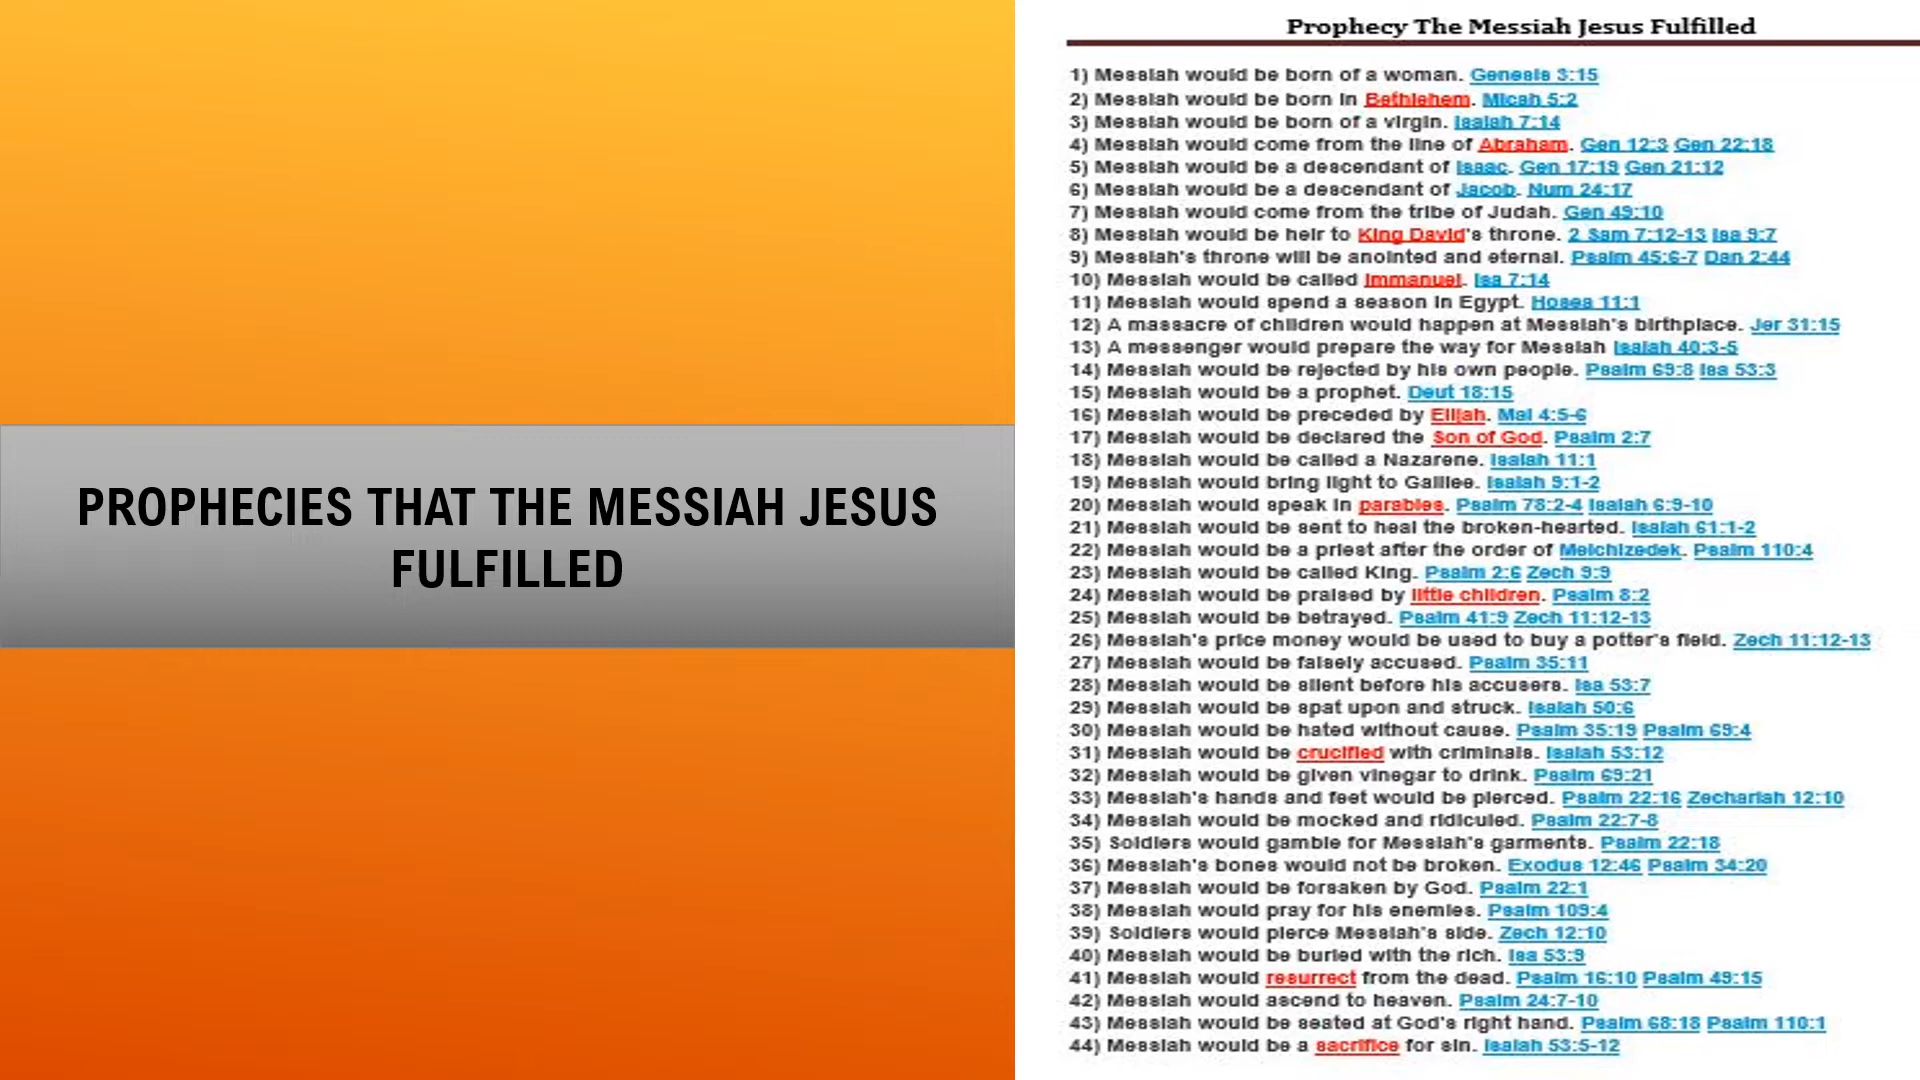 PROPHECIES THAT THE MESSIAH JESUS
FULFILLED
Prophecy The Messiah Jesus Fulfilled
1) Messiah would be born of a woman. Genesis 3:15
2) Messiah would be born in Bethlehem. Micah 5:2
3) Messiah would be born of a virgin. Isaiah 7:14
4) Messiah would come from the line of Abraham. Gen 12:3 Gen 22:18
5) Messiah would be a descendant of Isaac. Gen 17:19 Gen 21:12
6) Messiah would be a descendant of Jacob. Num 24:17
7) Messiah would come from the tribe of Judah. Gen 49:10
8) Messiah would be heir to King David's throne. 2 Sam 7:12-13 Isa 9:7
9) Messiah's throne will be anointed and eternal. Psalm 45:6-7 Dan 2:44
10) Messiah would be called Immanuel. Isa 7:14
11) Messiah would spend a season in Egypt. Hosea 11:1
12) A massacre of children would happen at Messiah's birthplace. Jer 31:15
13) A messenger would prepare the way for Messiah Isaiah 40:3-5
14) Messiah would be rejected by his own people. Psalm 69:8 Isa 53:3
15) Messiah would be a prophet. Deut 18:15
16) Messiah would be preceded by Elijah. Mal 4:5-6
17) Messiah would be declared the Son of God. Psalm 2:7
18) Messiah would be called a Nazarene. Isaiah 11:1
19) Messiah would bring light to Galilee. Isaiah 9:1-2
20) Messiah would speak in parables. Psalm 78:2-4 Isaiah 6:9-10
21) Messiah would be sent to heal the broken-hearted. Isaiah 61:1-2
22) Messiah would be a priest after the order of Melchizedek. Psalm 110:4
23) Messiah would be called King. Psalm 2:6 Zech 9:9
24) Messiah would be praised by little children. Psalm 8:2
25) Messiah would be betrayed. Psalm 41:9 Zech 11:12-13
26) Messiah's price money would be used to buy a potter's field. Zech 11:12-13
27) Messiah would be falsely accused. Psalm 35:11
28) Messiah would be silent before his accusers. Isa 53:7
29) Messiah would be spat upon and struck. Isaiah 50:6
30) Messiah would be hated without cause. Psalm 35:19 Psalm 69:4
31) Messiah would be crucified with criminals. Isaiah 53:12
32) Messiah would be given vinegar to drink. Psalm 69:21
33) Messiah's hands and feet would be pierced. Psalm 22:16 Zechariah 12:10
34) Messiah would be mocked and ridiculed. Psalm 22:7-8
35) Soldiers would gamble for Messiah's garments. Psalm 22:18
36) Messiah's bones would not be broken. Exodus 12:46 Psalm 34:20
37) Messiah would be forsaken by God. Psalm 22:1
38) Messiah would pray for his enemies. Psalm 109:4
39) Soldiers would pierce Messiah's side. Zech 12:10
40) Messiah would be buried with the rich. Isa 53:9
41) Messiah would resurrect from the dead. Psalm 16:10 Psalm 49:15
42) Messiah would ascend to heaven. Psalm 24:7-10
43) Messiah would be seated at God's right hand. Psalm 68:18 Psalm 110:1
44) Messiah would be a sacrifice for sin. Isaiah 53:5-12